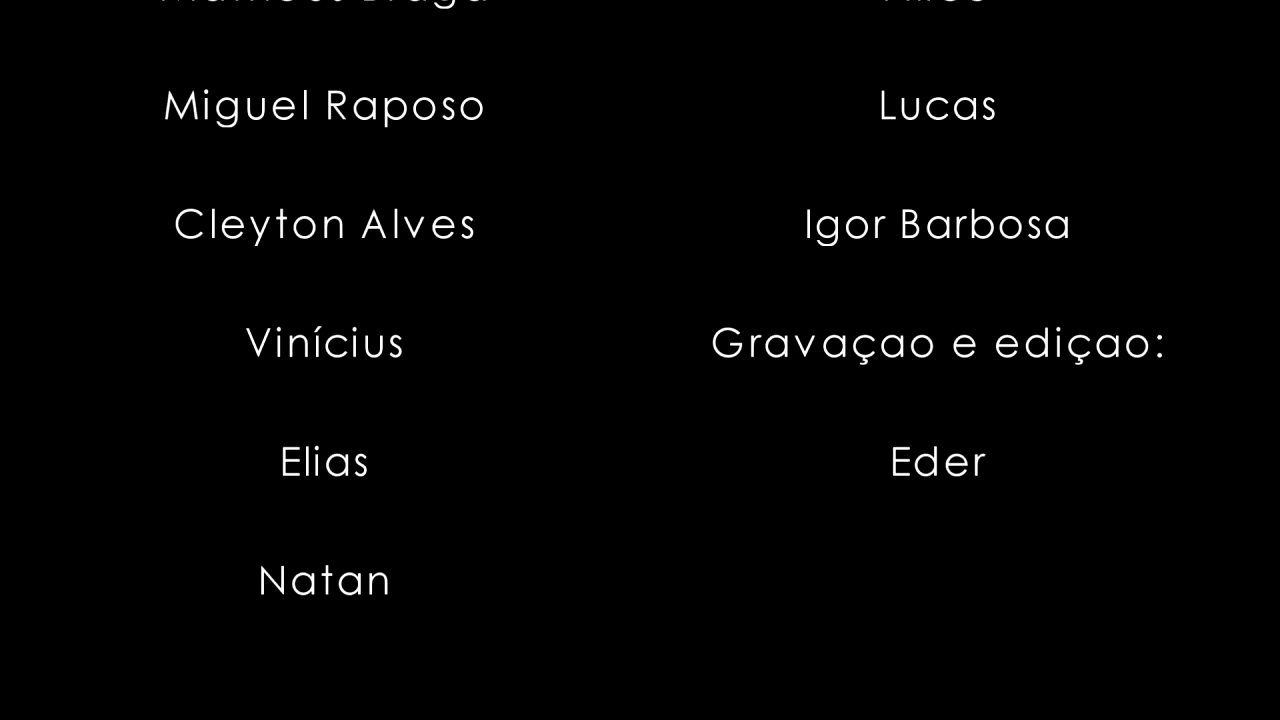 Miguel Raposo
Cleyton Alves
Vinícius
Elias
Natan
Lucas
Igor Barbosa
Gravaçao e ediçao:
Eder